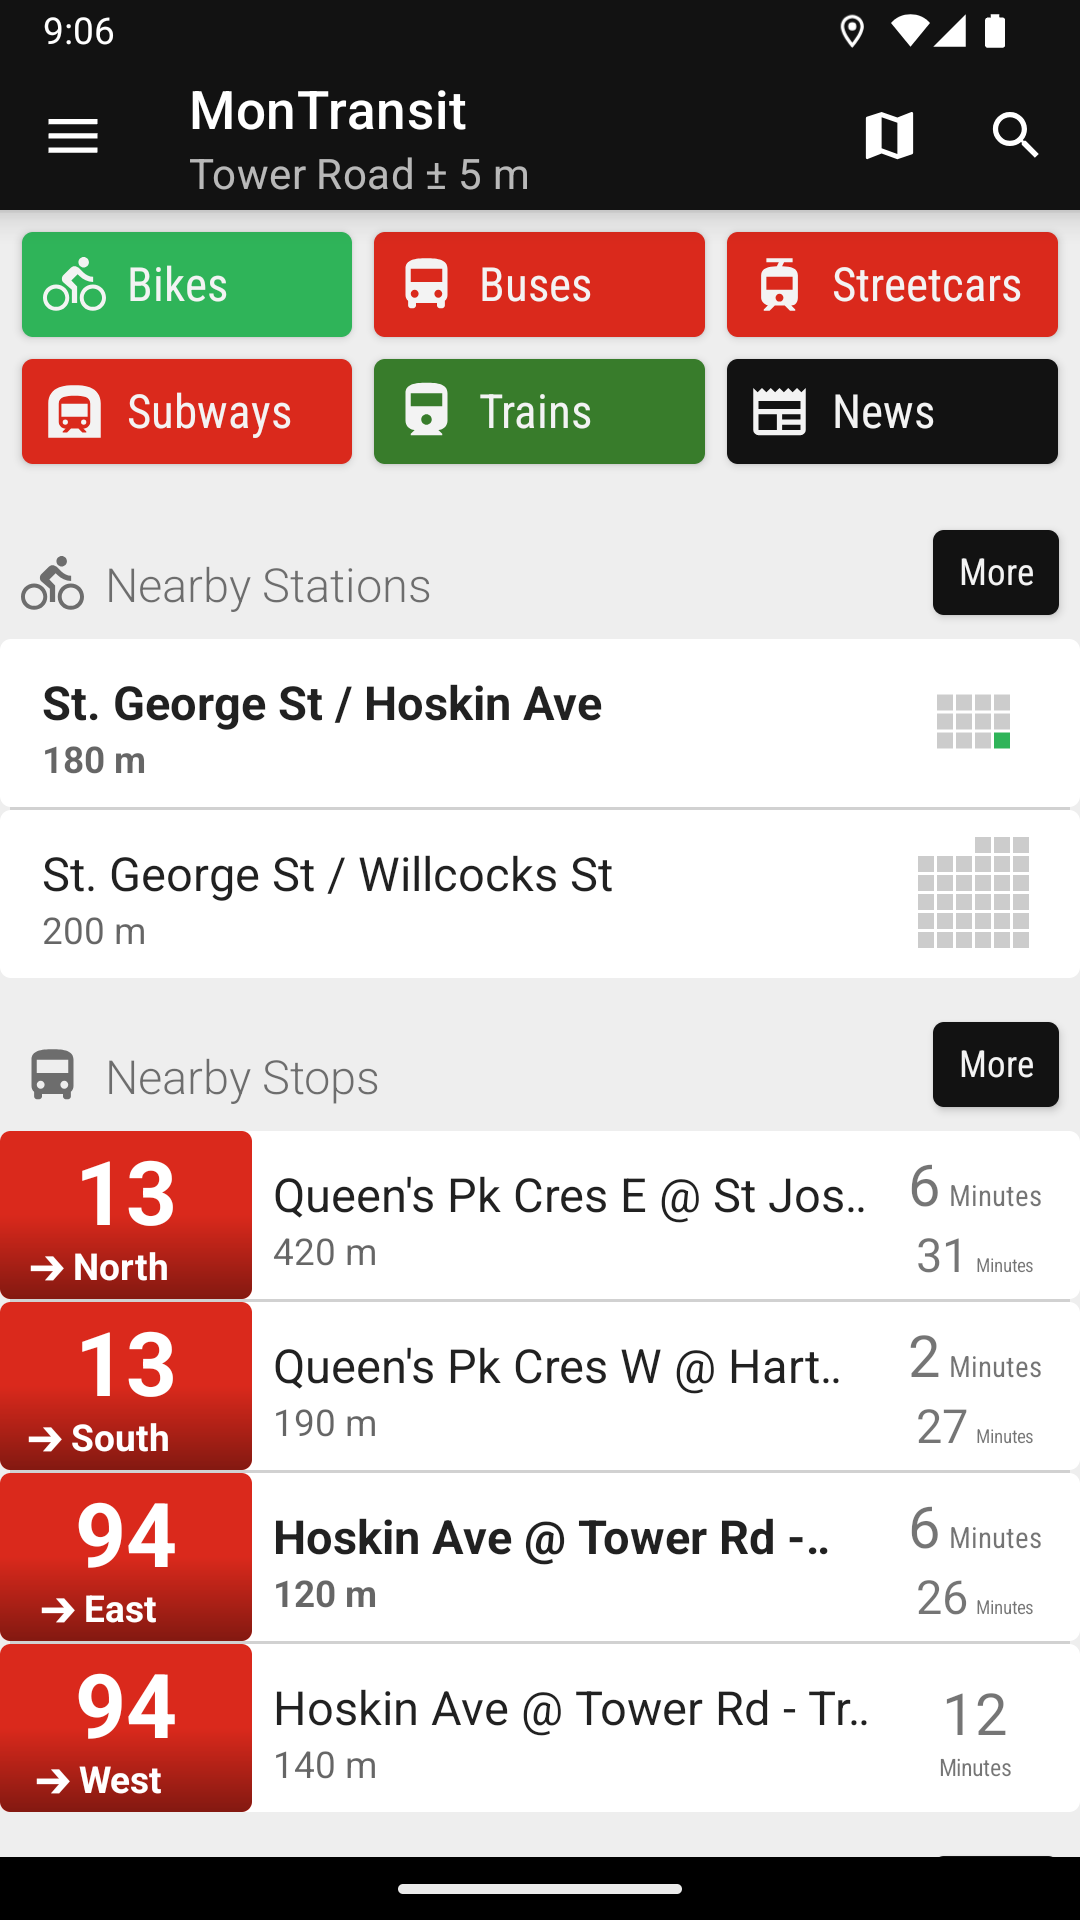 9:06
MonTransit
Tower Road ± 5 m
Bikes
Buses
Streetcars
Subways
Trains
News
Nearby Stations
More
St. George St / Hoskin Ave
180 m
St. George St / Willcocks St
200 m
Nearby Stops
More
13
→ North
Queen's Pk Cres E @ St Jos..
420 m
6 Minutes
31 Minutes
13
→ South
Queen's Pk Cres W @ Hart..
190 m
2 Minutes
27 Minutes
94
→ East
Hoskin Ave @ Tower Rd -..
120 m
6 Minutes
26 Minutes
94
→ West
Hoskin Ave @ Tower Rd - Tr..
140 m
12
Minutes